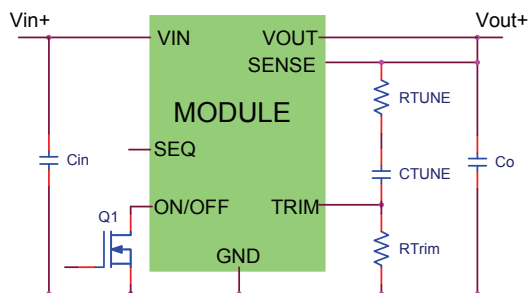 Vin+
Vout+
VIN
VOUT
SENSE
RTUNE
MODULE
SEQ
Cin
CTUNE
Co
Q1
ON/OFF
TRIM
RTrim
GND